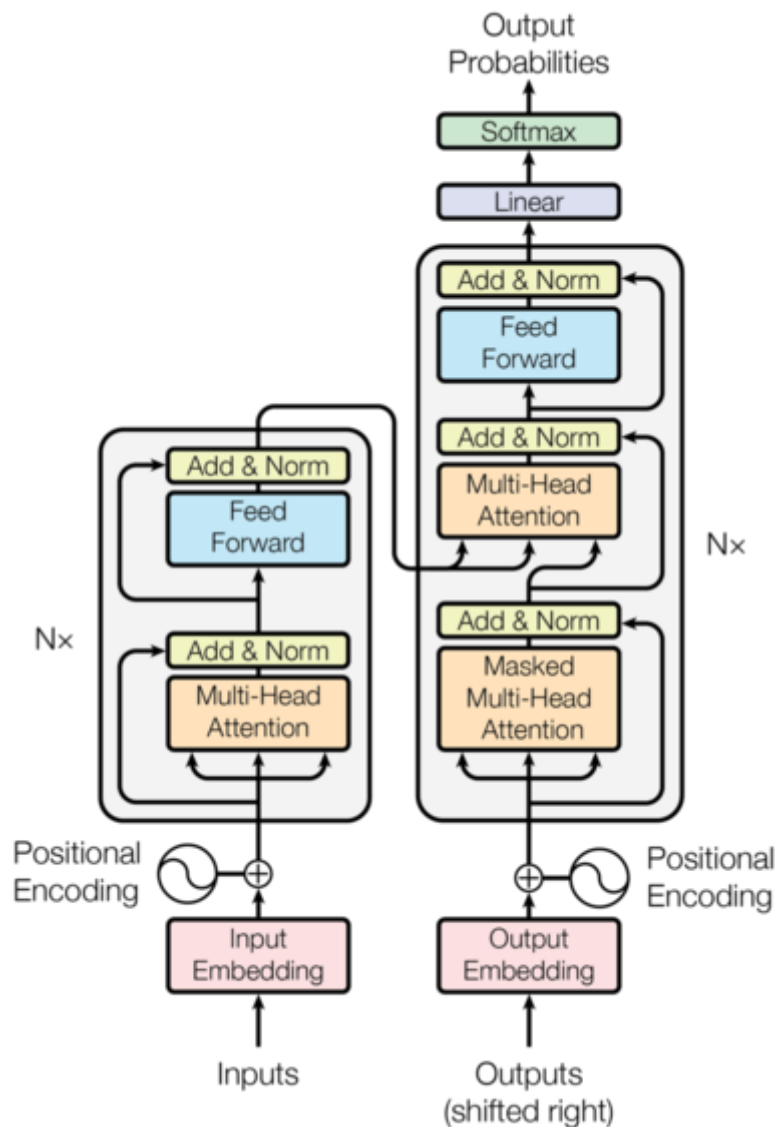 Output
Probabilities
Softmax
Linear
Add & Norm
Feed
Forward
Add & Norm
Multi-Head
Attention
Nx
Add & Norm
Masked
Multi-Head
Attention
Add & Norm
Feed
Forward
Nx
Add & Norm
Multi-Head
Attention
Positional
Encoding
Positional
Encoding
Input
Embedding
Output
Embedding
Inputs
Outputs
(shifted right)